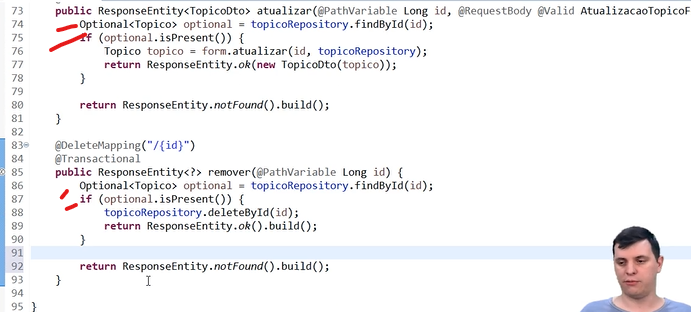 73 public ResponseEntity<TopicoDto> atualizar(@PathVariable Long id, @RequestBody @Valid AtualizacaoTopicoF
74 Optional<Topico> optional = topicoRepository.findById(id);
75 if (optional.isPresent()) {
76 Topico topico = form.atualizar(id, topicoRepository);
77 return ResponseEntity.ok(new TopicoDto(topico));
78 }
79
80 return ResponseEntity.notFound().build();
81 }
82
83 @DeleteMapping("/{id}")
84 @Transactional
85 public ResponseEntity<?> remover(@PathVariable Long id) {
86 Optional<Topico> optional = topicoRepository.findById(id);
87 if (optional.isPresent()) {
88 topicoRepository.deleteById(id);
89 return ResponseEntity.ok().build();
90 }
91
92 return ResponseEntity.notFound().build();
93 }
94
95 }